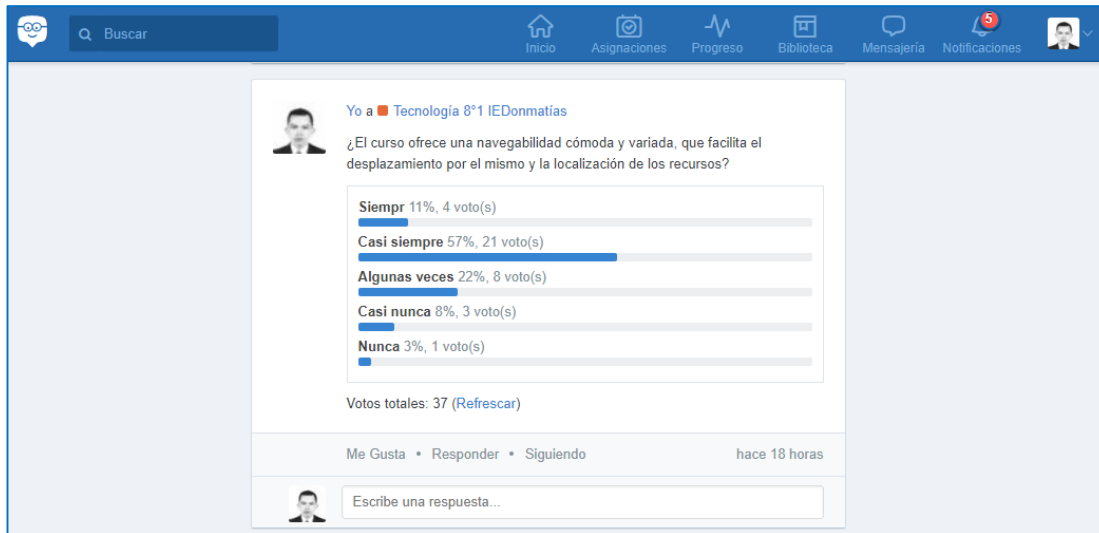 Buscar
Inicio
Asignaciones
Progreso
Biblioteca
Mensajería
5
Notificaciones
Yo a Tecnología 8°1 IEDonmatías
¿El curso ofrece una navegabilidad cómoda y variada, que facilita el
desplazamiento por el mismo y la localización de los recursos?
Siempr 11%, 4 voto(s)
Casi siempre 57%, 21 voto(s)
Algunas veces 22%, 8 voto(s)
Casi nunca 8%, 3 voto(s)
Nunca 3%, 1 voto(s)
Votos totales: 37 (Refrescar)
Me Gusta • Responder • Siguiendo hace 18 horas
Escribe una respuesta...